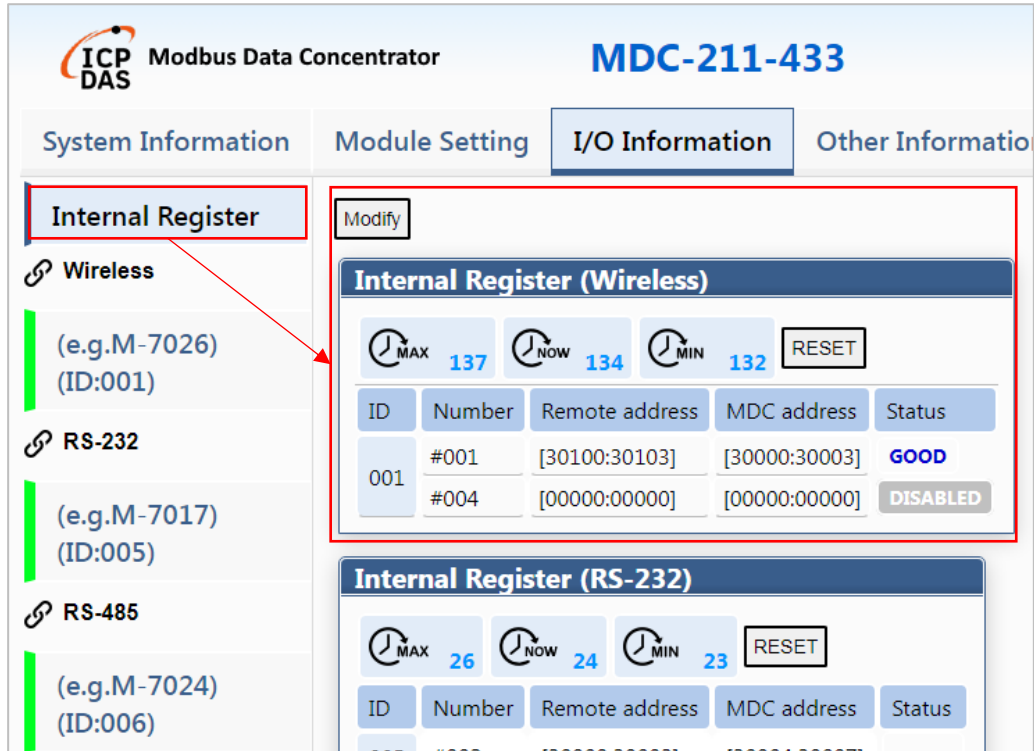 ICP DAS Modbus Data Concentrator MDC-211-433
System Information Module Setting I/O Information Other
Internal Register
Wireless
(e.g.M-7026)
(ID:001)
RS-232
(e.g.M-7017)
(ID:005)
RS-485
(e.g.M-7024)
(ID:006)
Modify
Internal Register (Wireless)
MAX 137 NOW 134 MIN 132 RESET
ID Number Remote address MDC address Status
001 #001 [30100:30103] [30000:30003] GOOD
#004 [00000:00000] [00000:00000] DISABLED
Internal Register (RS-232)
MAX 26 NOW 24 MIN 23 RESET
ID Number Remote address MDC address Status